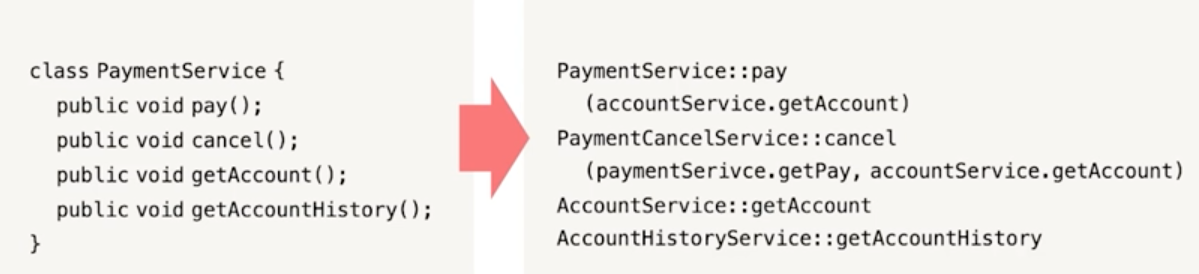 class PaymentService {
public void pay();
public void cancel();
public void getAccount();
public void getAccountHistory();
}
PaymentService::pay
(accountService.getAccount)
PaymentCancelService::cancel
(paymentSerivce.getPay, accountService.getAccount)
AccountService::getAccount
AccountHistoryService::getAccountHistory